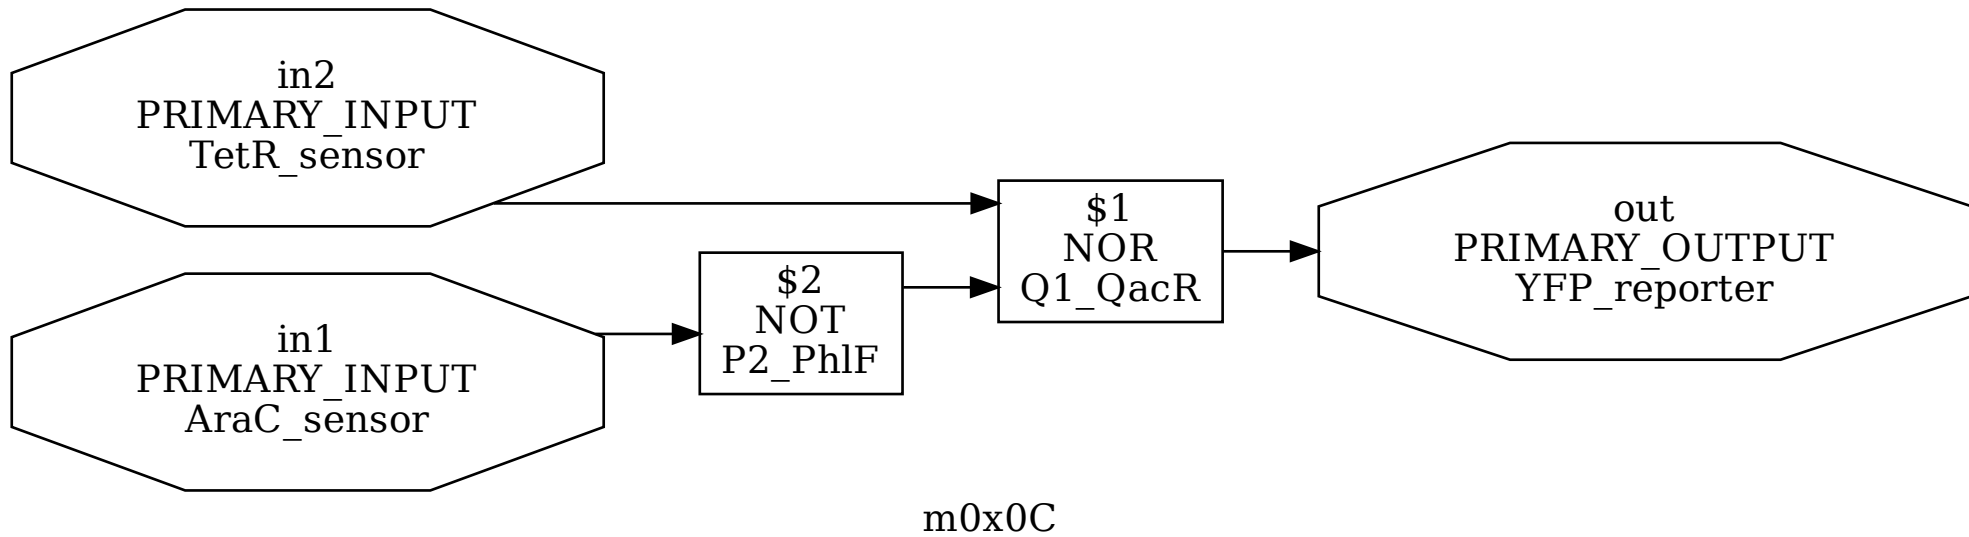 in2
PRIMARY_INPUT
TetR_sensor
in1
PRIMARY_INPUT
AraC_sensor
$2
NOT
P2_PhlF
$1
NOR
Q1_QacR
out
PRIMARY_OUTPUT
YFP_reporter
m0x0C